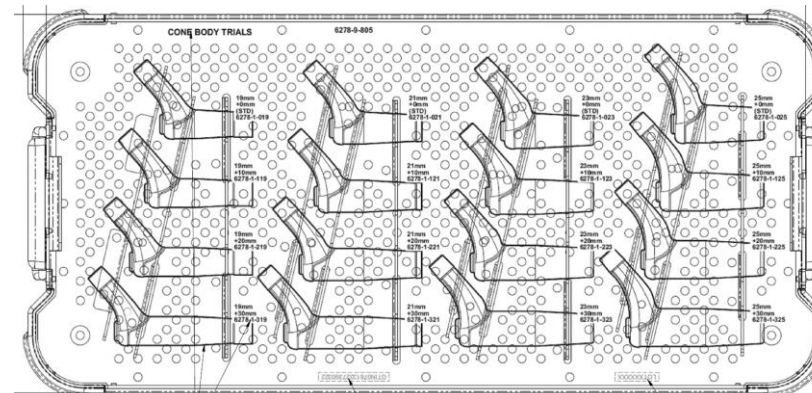 CONE BODY TRIALS
6278-9-805
19mm
+0mm
(STD)
6278-1-019
21mm
+0mm
(STD)
6278-1-021
23mm
+0mm
(STD)
6278-1-023
25mm
+0mm
(STD)
6278-1-025
19mm
+10mm
6278-1-119
21mm
+10mm
6278-1-121
23mm
+10mm
6278-1-123
25mm
+10mm
6278-1-125
19mm
+20mm
6278-1-219
21mm
+20mm
6278-1-221
23mm
+20mm
6278-1-223
25mm
+20mm
6278-1-225
19mm
+30mm
6278-1-319
21mm
+30mm
6278-1-321
23mm
+30mm
6278-1-323
25mm
+30mm
6278-1-325